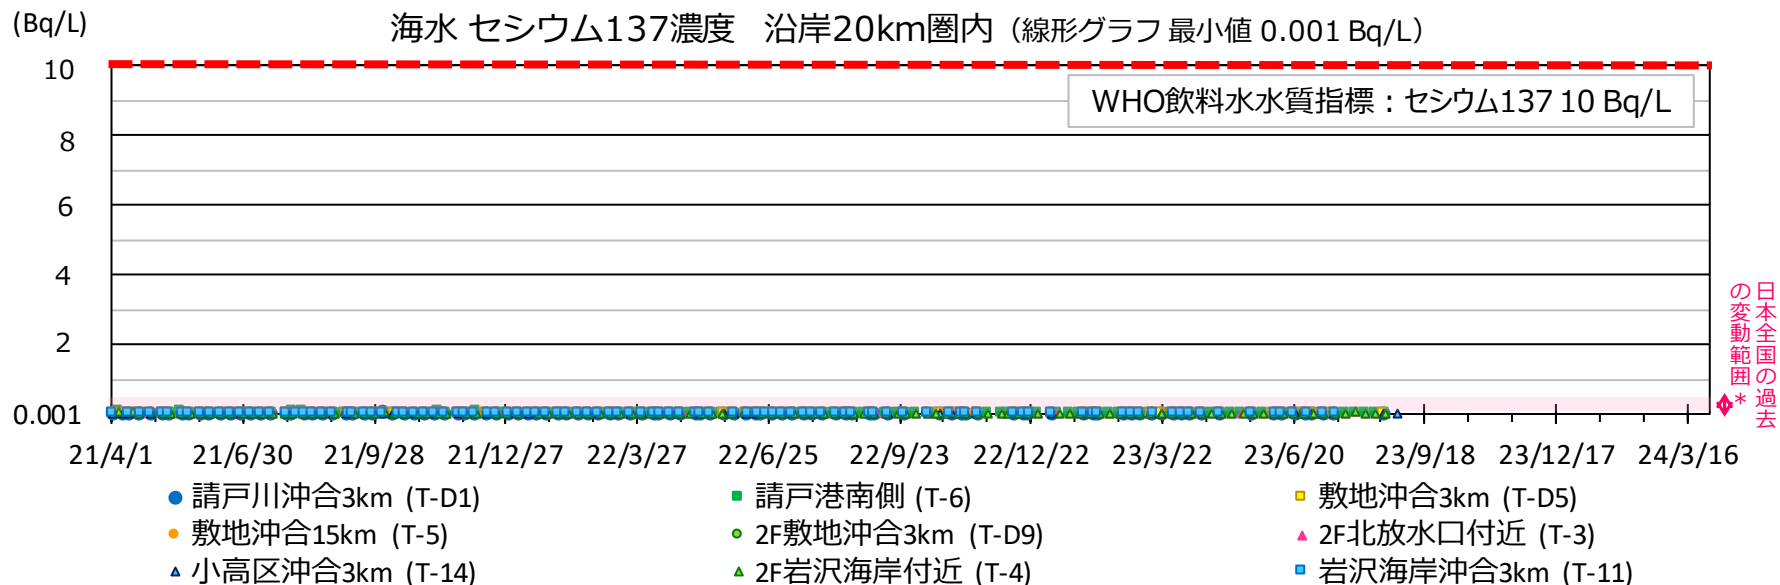 (Bq/L)
海水 セシウム137濃度　沿岸20km圏内（線形グラフ 最小値 0.001 Bq/L）
WHO飲料水水質指標：セシウム137 10 Bq/L
10
8
6
4
2
0.001
日本全国の過去
の変動範囲*
21/4/1 21/6/30 21/9/28 21/12/27 22/3/27 22/6/25 22/9/23 22/12/22 23/3/22 23/6/20 23/9/18 23/12/17 24/3/16
請戸川沖合3km (T-D1) 請戸港南側 (T-6) 敷地沖合3km (T-D5)
敷地沖合15km (T-5) 2F敷地沖合3km (T-D9) 2F北放水口付近 (T-3)
小高区沖合3km (T-14) 2F岩沢海岸付近 (T-4) 岩沢海岸沖合3km (T-11)